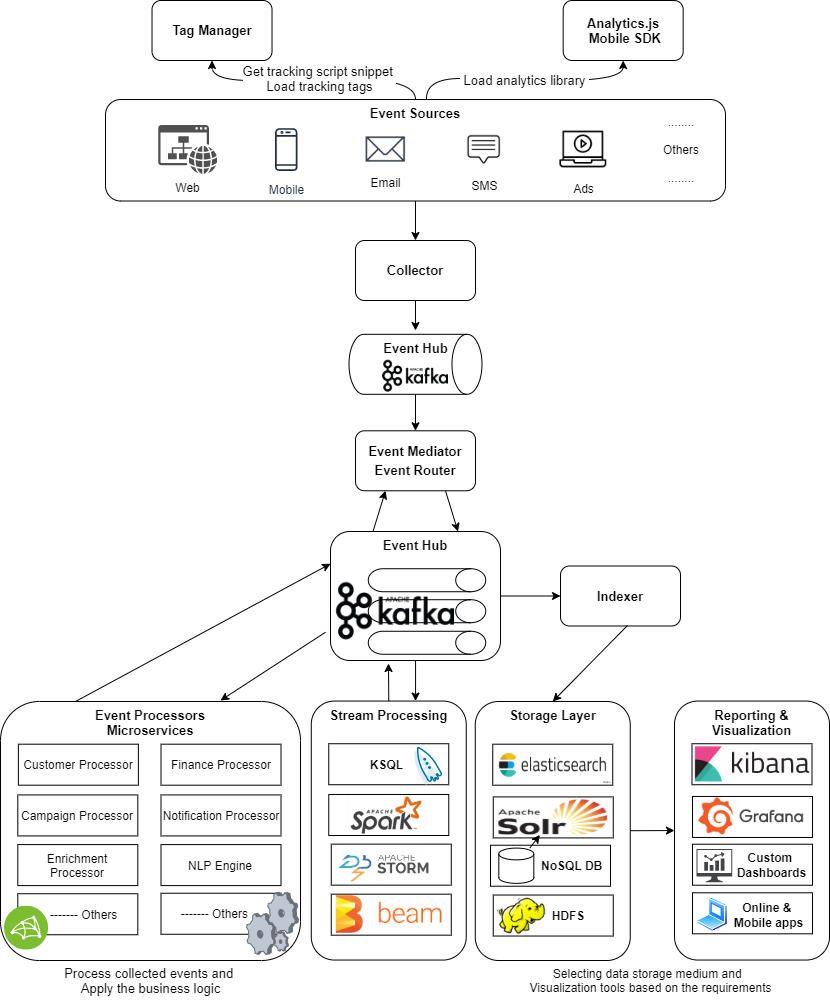 Tag Manager
Analytics.js
Mobile SDK
Get tracking script snippet
Load tracking tags
Load analytics library
Event Sources
Web
Mobile
Email
SMS
Ads
........
Others
........
Collector
Event Hub
APACHE
kafka
Event Mediator
Event Router
Event Hub
APACHE
kafka
Indexer
Event Processors
Microservices
Customer Processor
Finance Processor
Campaign Processor
Notification Processor
Enrichment
Processor
NLP Engine
------- Others
------- Others
Process collected events and
Apply the business logic
Stream Processing
KSQL
APACHE
Spark
APACHE
STORM
beam
Storage Layer
elasticsearch
Apache
Solr
NoSQL DB
HDFS
Reporting &
Visualization
kibana
Grafana
Custom
Dashboards
Online &
Mobile apps
Selecting data storage medium and
Visualization tools based on the requirements